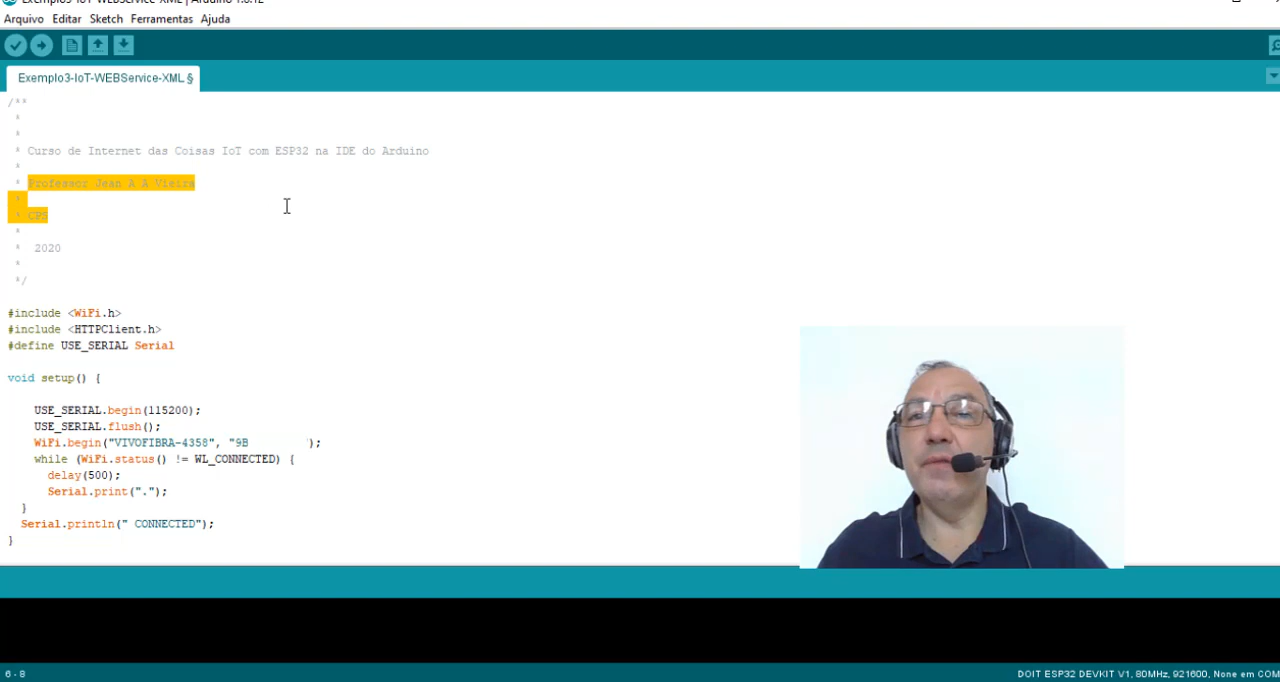 Exemplo3-IoT-WEBService-XML | Arduino 1.8.12
Arquivo Editar Sketch Ferramentas Ajuda
Exemplo3-IoT-WEBService-XML §
/**
*
*
* Curso de Internet das Coisas IoT com ESP32 na IDE do Arduino
*
* Professor Jean A A Vieira
*
* CPS
*
* 2020
*
*/
#include <WiFi.h>
#include <HTTPClient.h>
#define USE_SERIAL Serial
void setup() {
USE_SERIAL.begin(115200);
USE_SERIAL.flush();
WiFi.begin("VIVOFIBRA-4358", "9B ");
while (WiFi.status() != WL_CONNECTED) {
delay(500);
Serial.print(".");
}
Serial.println(" CONNECTED");
}
6 - 8 DOIT ESP32 DEVKIT V1, 80MHz, 921600, None em COM